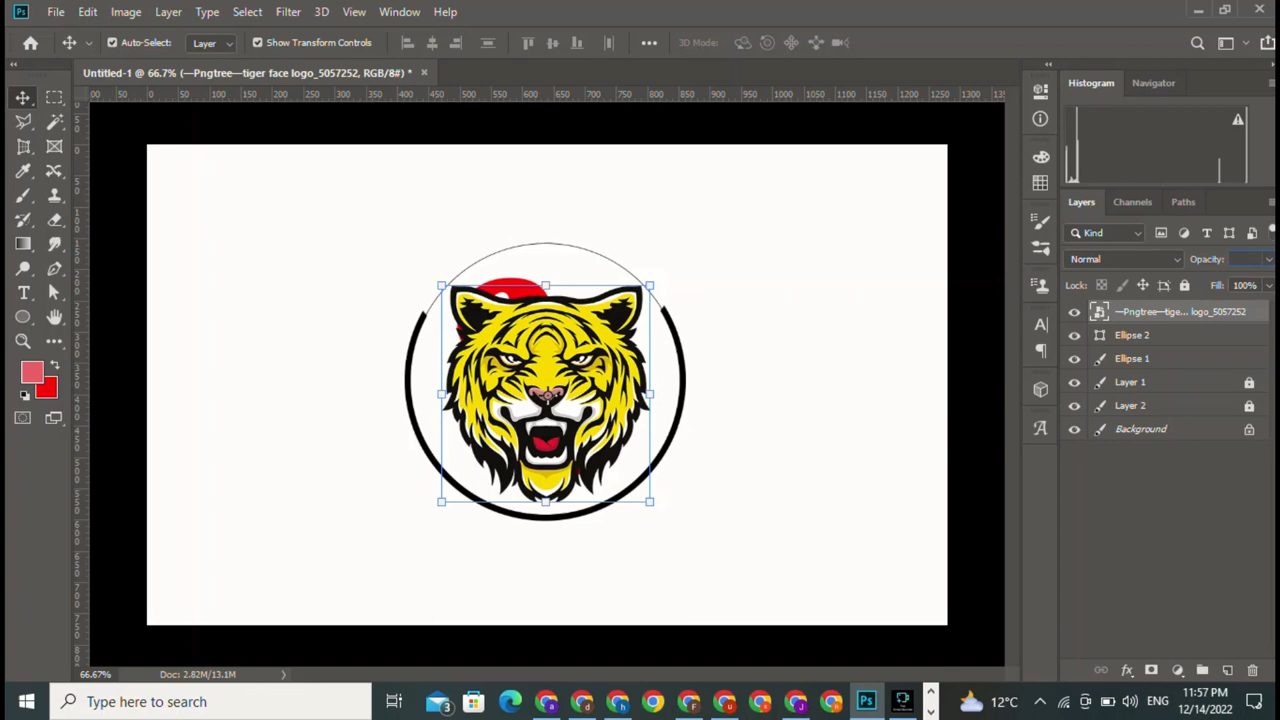 Ps File Edit Image Layer Type Select Filter 3D View Window Help
Auto-Select: Layer Show Transform Controls 3D Mode:
Untitled-1 @ 66.7% (—Pngtree—tiger face logo_5057252, RGB/8#) *
Histogram Navigator
Layers Channels Paths
Kind
Normal Opacity:
Lock: Fill: 100%
—Pngtree—tige... logo_5057252
Ellipse 2
Ellipse 1
Layer 1
Layer 2
Background
66.67% Doc: 2.82M/13.1M
Type here to search
3
Ps
12°C
ENG
11:57 PM
12/14/2022